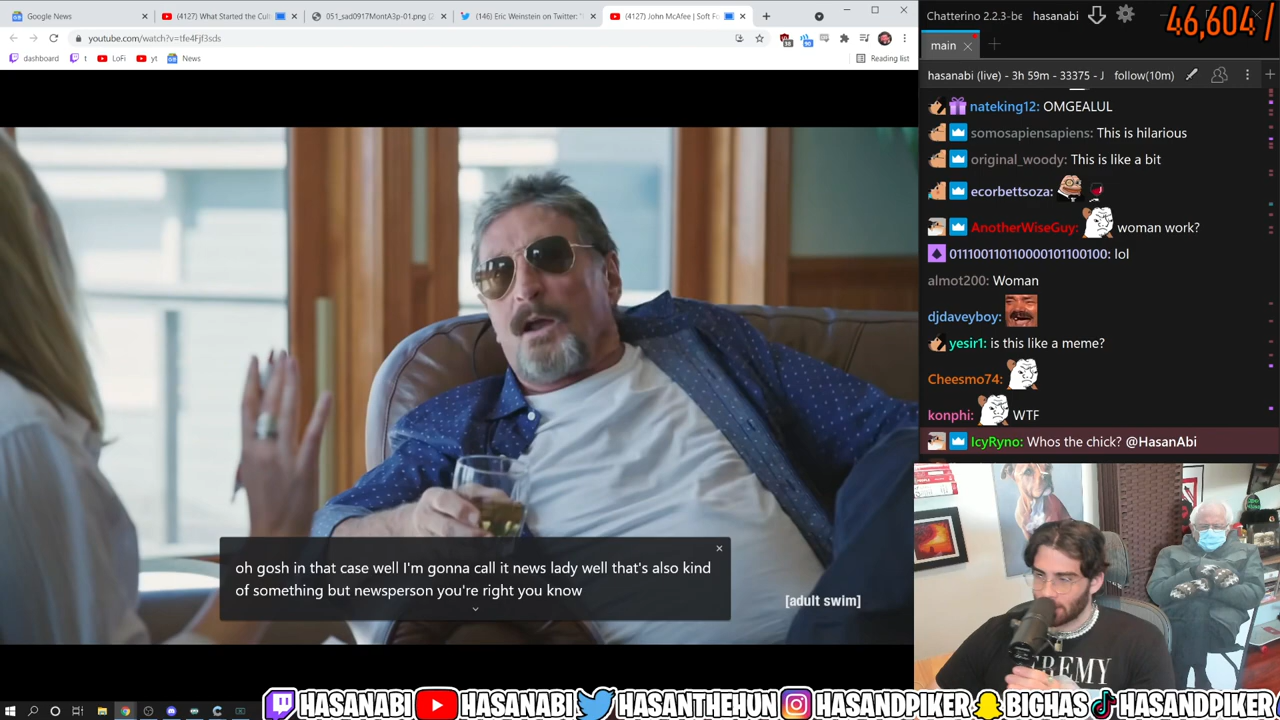 Google News
(4127) What Started the Cult
051_sad0917MontA3p-01.png (
(146) Eric Weinstein on Twitter: "
(4127) John McAfee | Soft Fo
youtube.com/watch?v=tfe4Fjf3sds
38
90
dashboard
t
LoFi
yt
News
Reading list
oh gosh in that case well I'm gonna call it news lady well that's also kind
of something but newsperson you're right you know
[adult swim]
Chatterino 2.2.3-be
hasanabi
46,604 /
main
hasanabi (live) - 3h 59m - 33375 - J
follow(10m)
nateking12: OMGEALUL
somosapiensapiens: This is hilarious
original_woody: This is like a bit
ecorbettsoza:
AnotherWiseGuy: woman work?
011100110110000101100100: lol
almot200: Woman
djdaveyboy:
yesir1: is this like a meme?
Cheesmo74:
konphi: WTF
IcyRyno: Whos the chick? @HasanAbi
JEREMY
HASANABI
HASANABI
HASANTHEHUN
HASANDPIKER
BIGHAS
HASANDPIKER